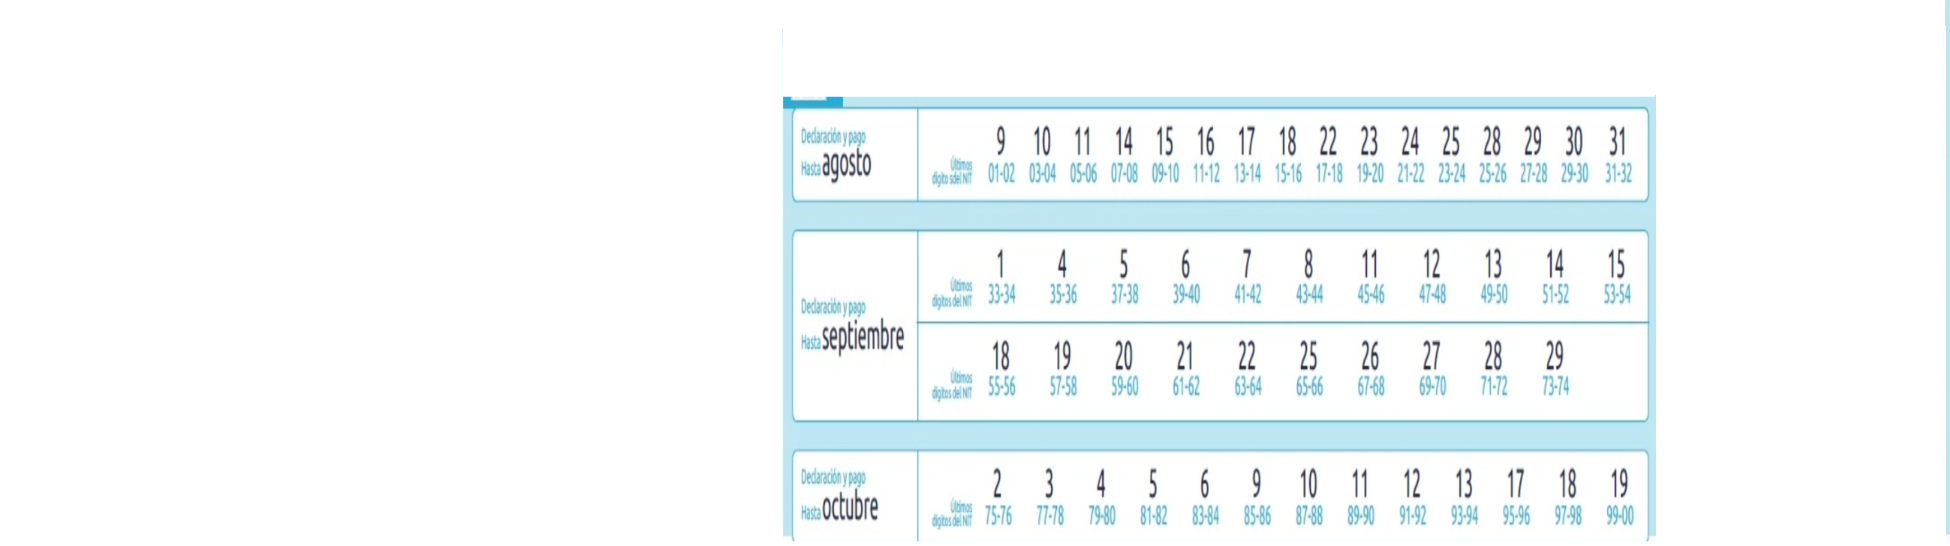 Declaración y pago
Hasta agosto
Últimos
dígito sdel NIT
9 10 11 14 15 16 17 18 22 23 24 25 28 29 30 31
01-02 03-04 05-06 07-08 09-10 11-12 13-14 15-16 17-18 19-20 21-22 23-24 25-26 27-28 29-30 31-32
Declaración y pago
Hasta septiembre
Últimos
dígitos del NIT
1 4 5 6 7 8 11 12 13 14 15
33-34 35-36 37-38 39-40 41-42 43-44 45-46 47-48 49-50 51-52 53-54
Últimos
dígitos del NIT
18 19 20 21 22 25 26 27 28 29
55-56 57-58 59-60 61-62 63-64 65-66 67-68 69-70 71-72 73-74
Declaración y pago
Hasta octubre
Últimos
dígitos del NIT
2 3 4 5 6 9 10 11 12 13 17 18 19
75-76 77-78 79-80 81-82 83-84 85-86 87-88 89-90 91-92 93-94 95-96 97-98 99-00